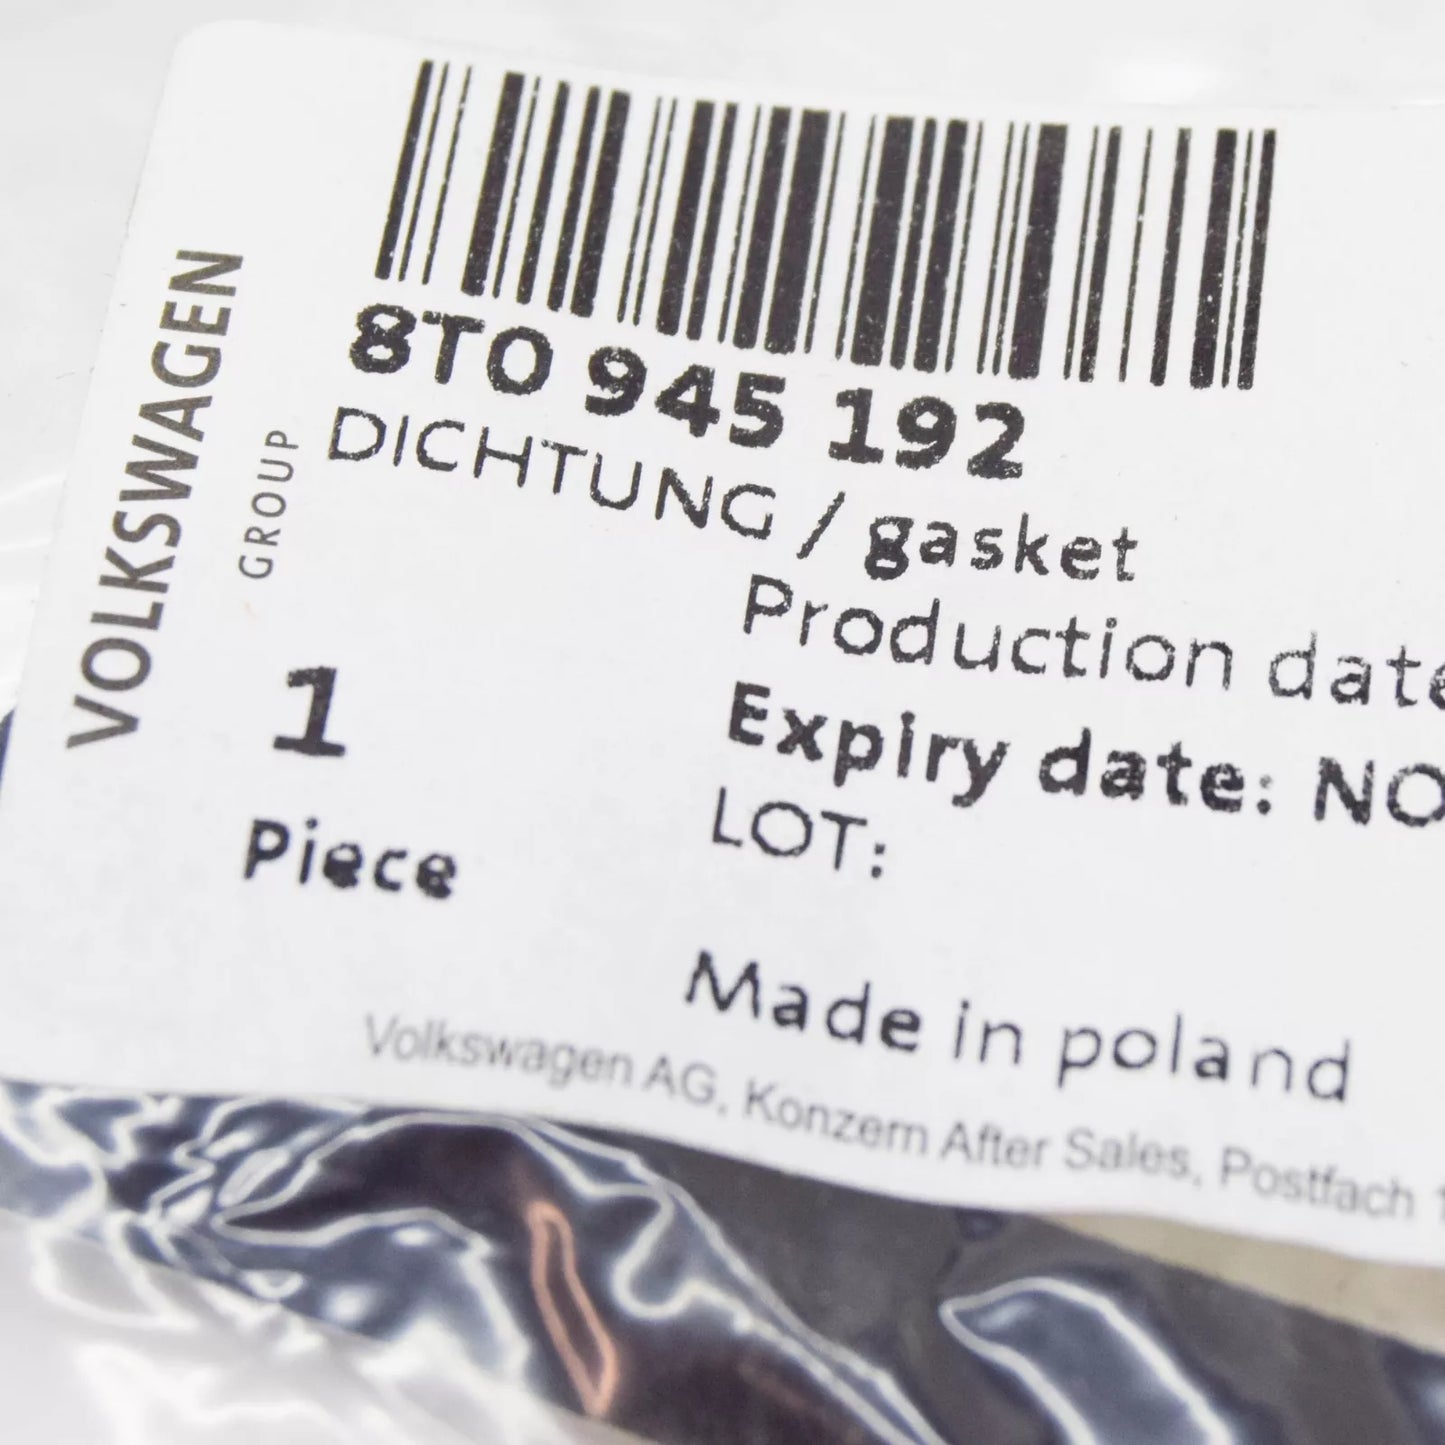 VOLKSWAGEN
GROUP
8T0 945 192
DICHTUNG / gasket
Production date
Expiry date: NO
LOT:
1
Piece
Made in poland
Volkswagen AG, Konzern After Sales, Postfach 1